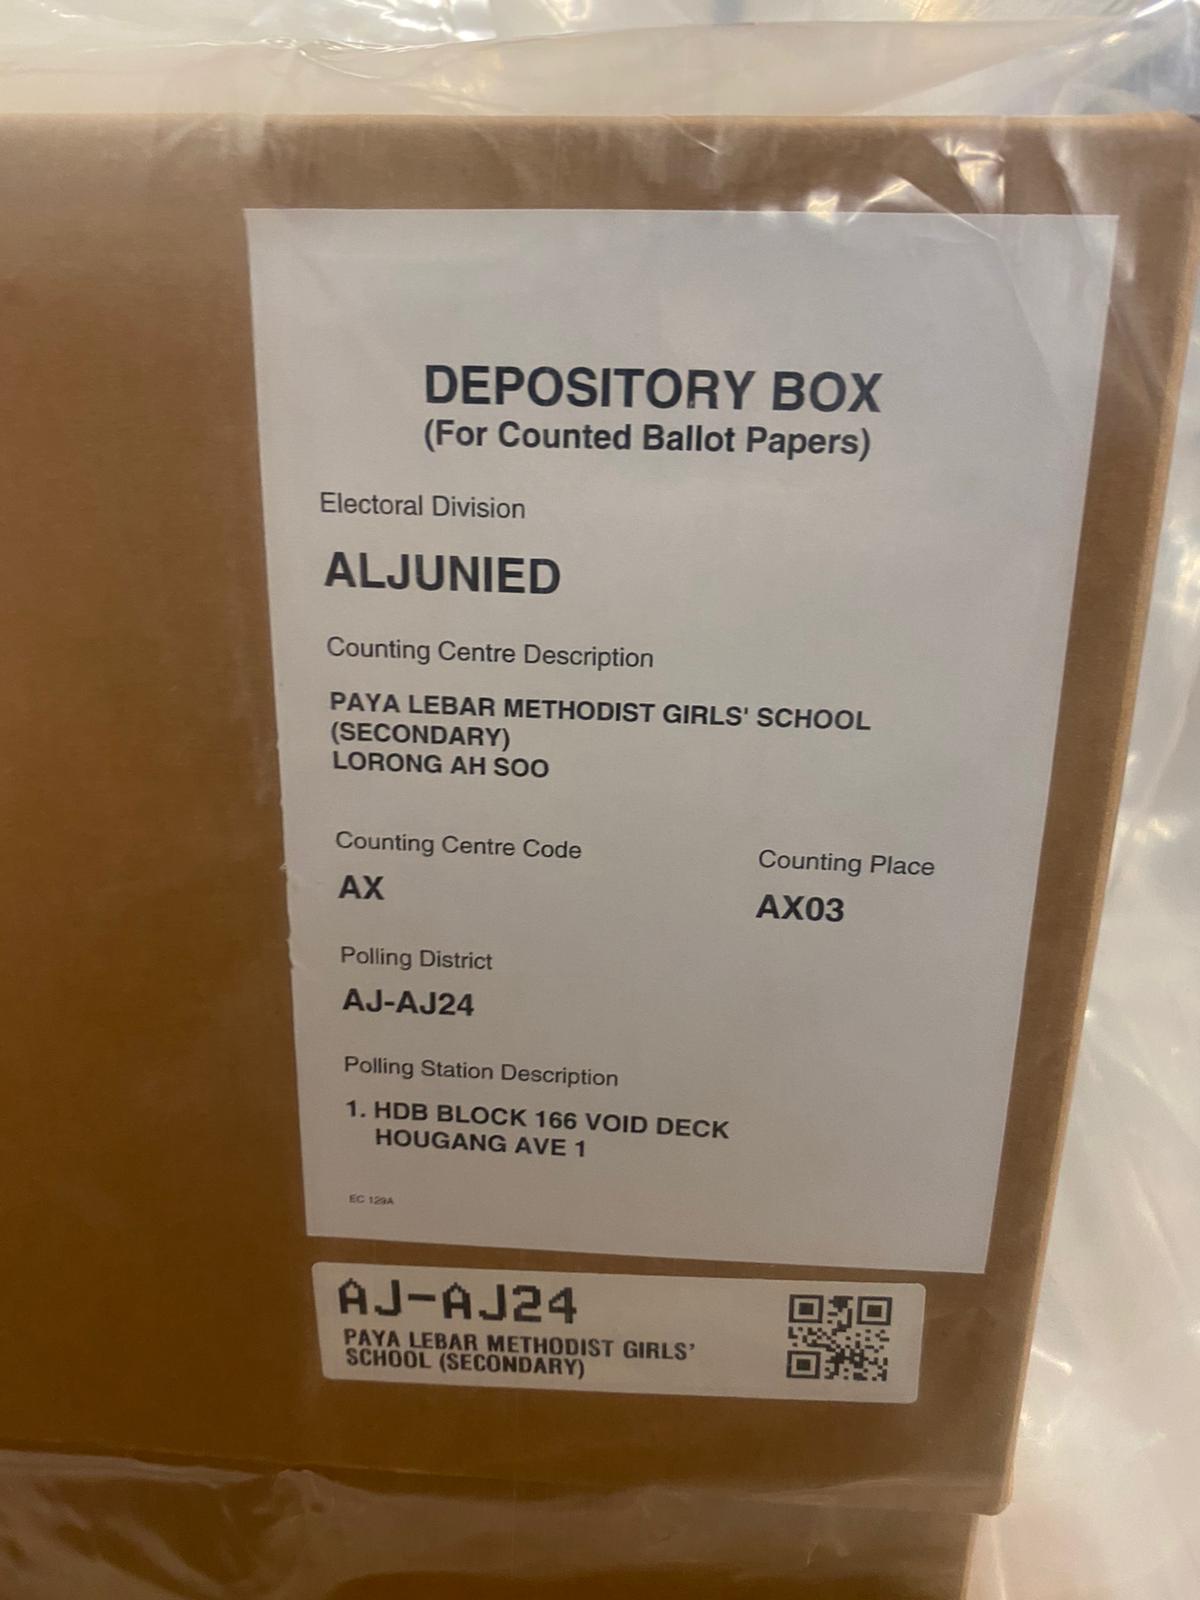 DEPOSITORY BOX
(For Counted Ballot Papers)
Electoral Division
ALJUNIED
Counting Centre Description
PAYA LEBAR METHODIST GIRLS' SCHOOL
(SECONDARY)
LORONG AH SOO
Counting Centre Code
AX
Counting Place
AX03
Polling District
AJ-AJ24
Polling Station Description
1. HDB BLOCK 166 VOID DECK
HOUGANG AVE 1
EC 129A
AJ-AJ24
PAYA LEBAR METHODIST GIRLS'
SCHOOL (SECONDARY)